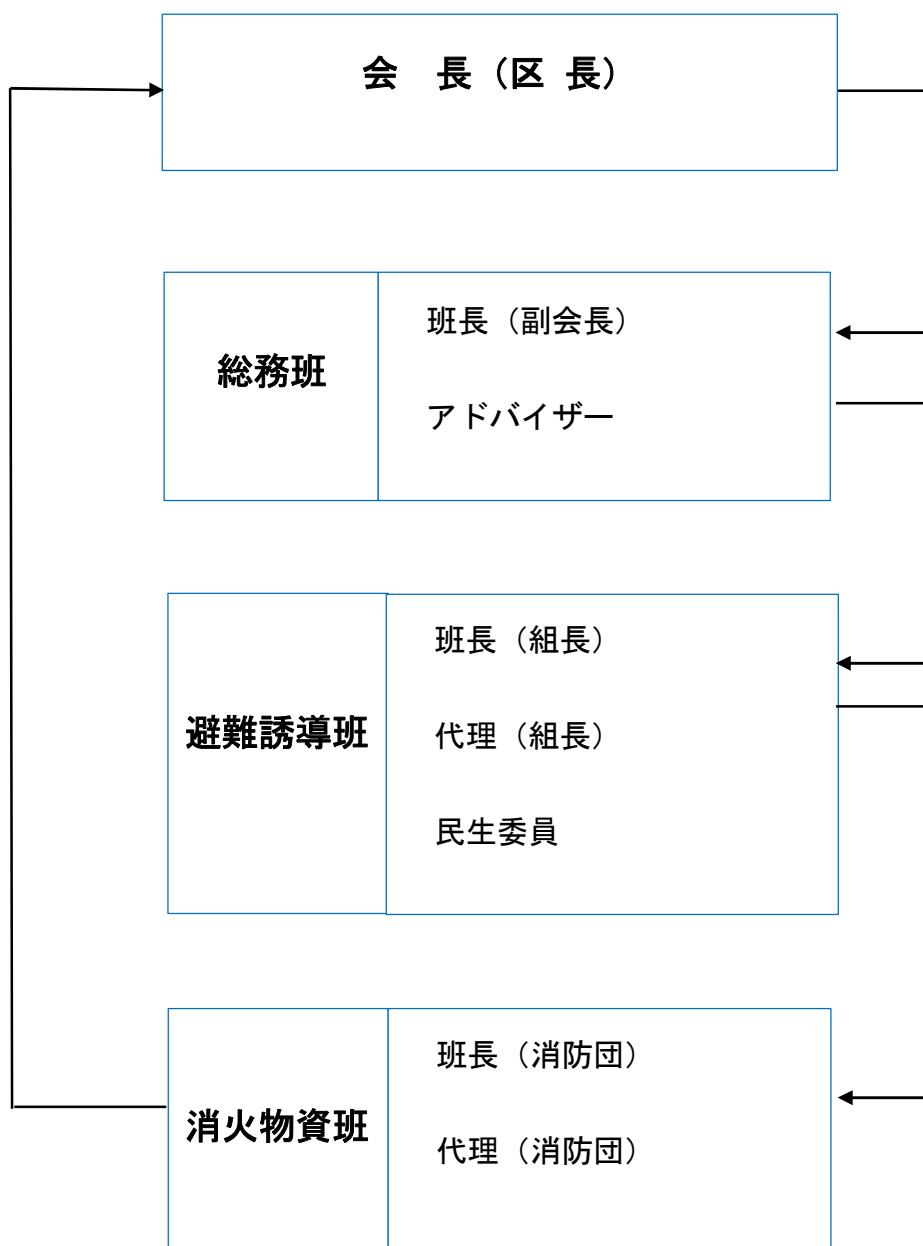 会　長（区 長）
総務班
班長（副会長）
アドバイザー
避難誘導班
班長（組長）
代理（組長）
民生委員
消火物資班
班長（消防団）
代理（消防団）